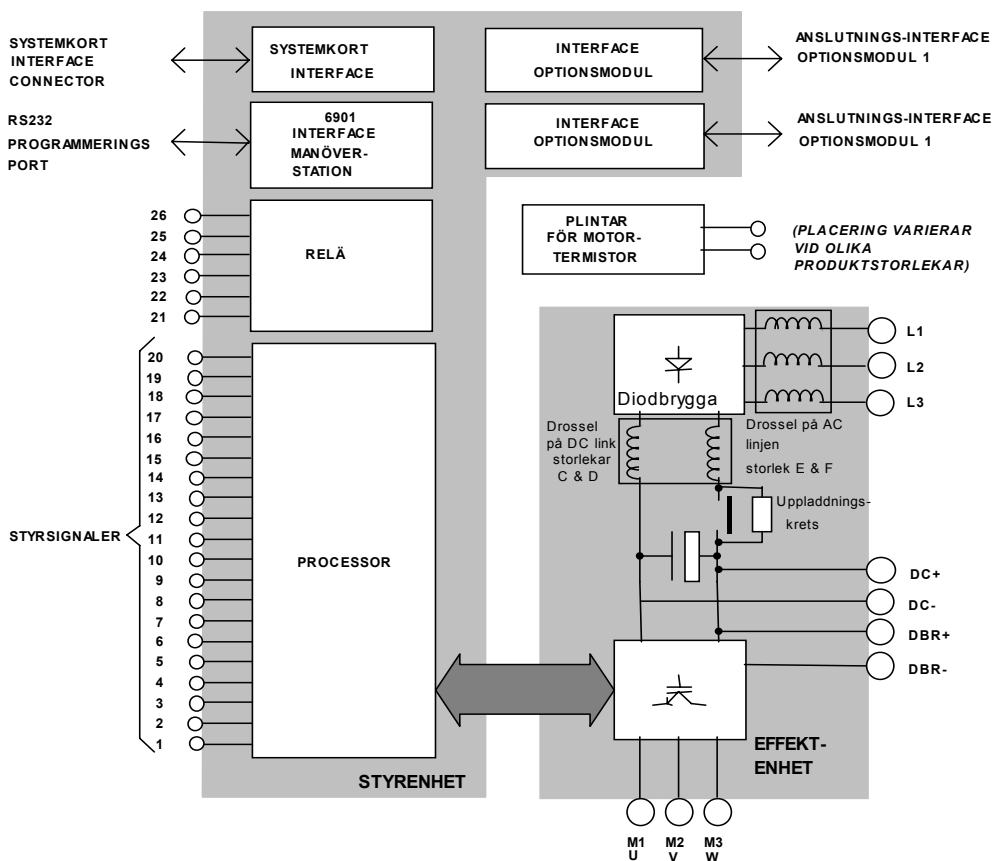 SYSTEMKORT
INTERFACE
CONNECTOR
SYSTEMKORT
INTERFACE
INTERFACE
OPTIONSMODUL
ANSLUTNINGS-INTERFACE
OPTIONSMODUL 1
RS232
PROGRAMMERINGS
PORT
6901
INTERFACE
MANÖVER-
STATION
INTERFACE
OPTIONSMODUL
ANSLUTNINGS-INTERFACE
OPTIONSMODUL 1
26
25
24
23
22
21
RELÄ
PLINTAR
FÖR MOTOR-
TERMISTOR
(PLACERING VARIERAR
VID OLIKA
PRODUKTSTORLEKAR)
STYRSIGNALER
20
19
18
17
16
15
14
13
12
11
10
9
8
7
6
5
4
3
2
1
PROCESSOR
STYRENHET
Diodbrygga
L1
L2
L3
Drossel
på DC link
storlekar
C & D
Drossel på AC
linjen
storlek E & F
Uppladdnings-
krets
DC+
DC-
DBR+
DBR-
EFFEKT-
ENHET
M1
U
M2
V
M3
W